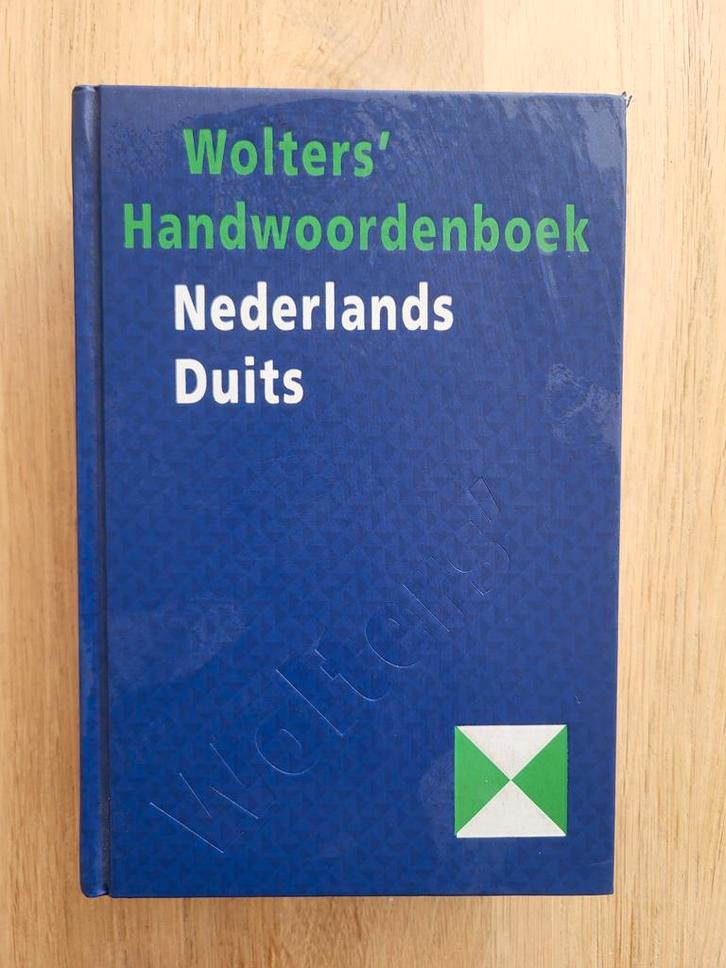 Wolters'
Handwoordenboek
Nederlands
Duits
Wolters'